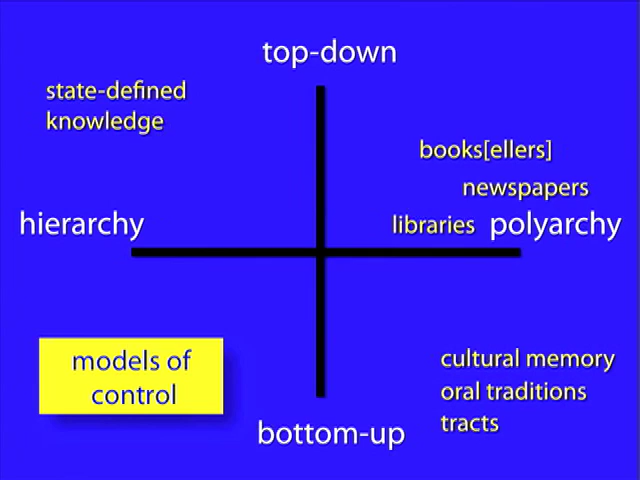 top-down
state-defined
knowledge
books[ellers]
newspapers
hierarchy
libraries polyarchy
models of
control
cultural memory
oral traditions
tracts
bottom-up